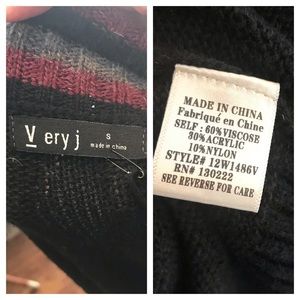 Very j
S
made in china
MADE IN CHINA
Fabriqué en Chine
SELF : 60%VISCOSE
30%ACRYLIC
10%NYLON
STYLE# 12W1486V
RN# 130222
SEE REVERSE FOR CARE